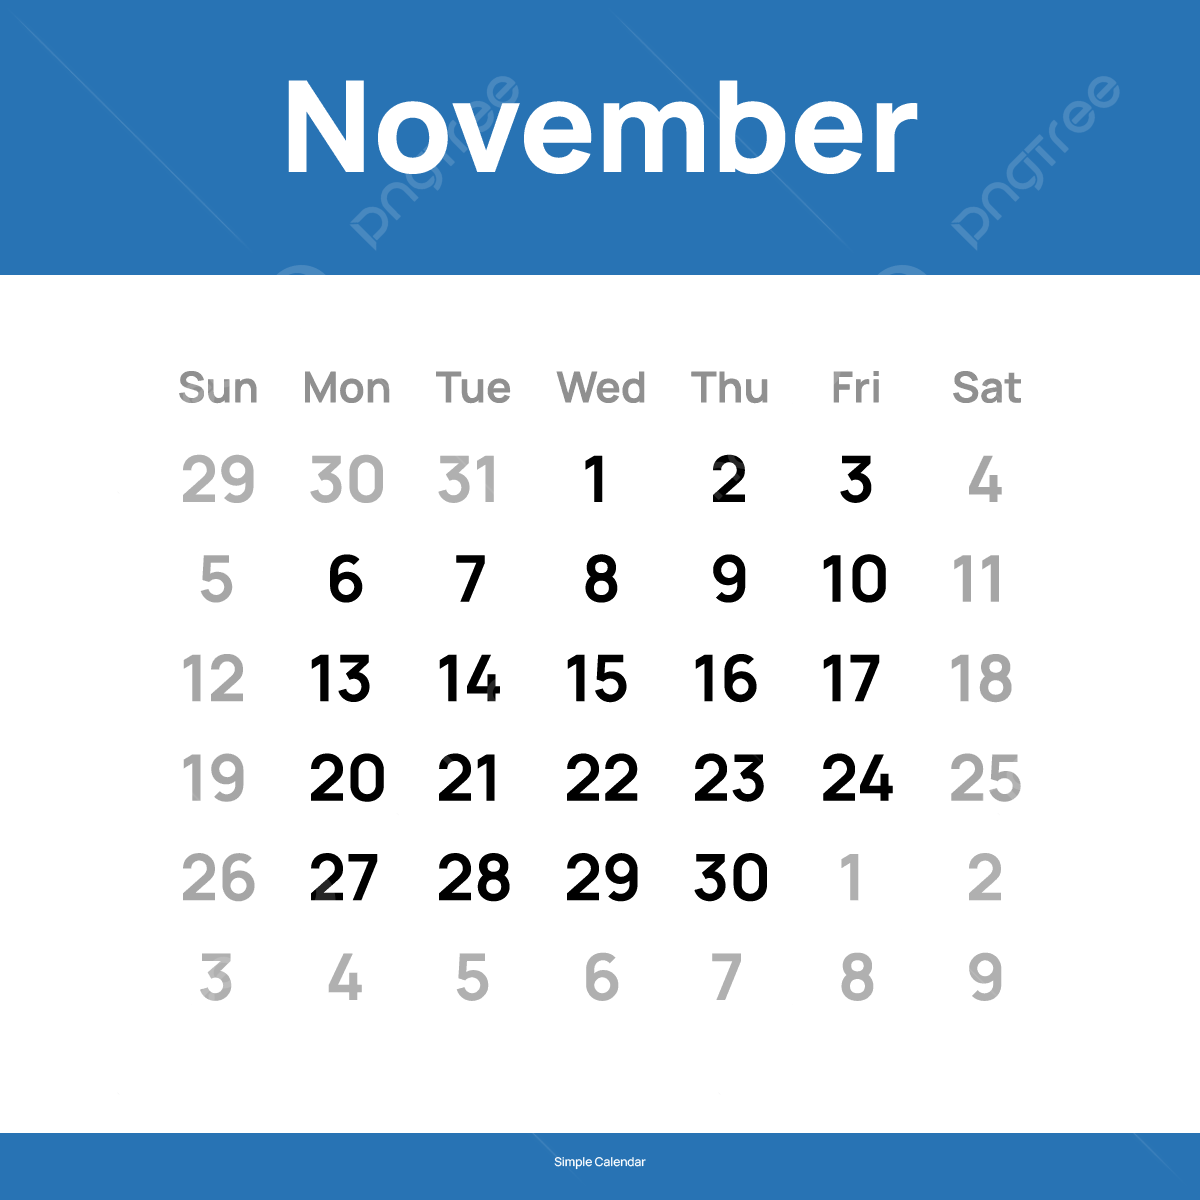 November
Sun Mon Tue Wed Thu Fri Sat
29 30 31 1 2 3 4
5 6 7 8 9 10 11
12 13 14 15 16 17 18
19 20 21 22 23 24 25
26 27 28 29 30 1 2
3 4 5 6 7 8 9
Simple Calendar
pngtree
pngtree